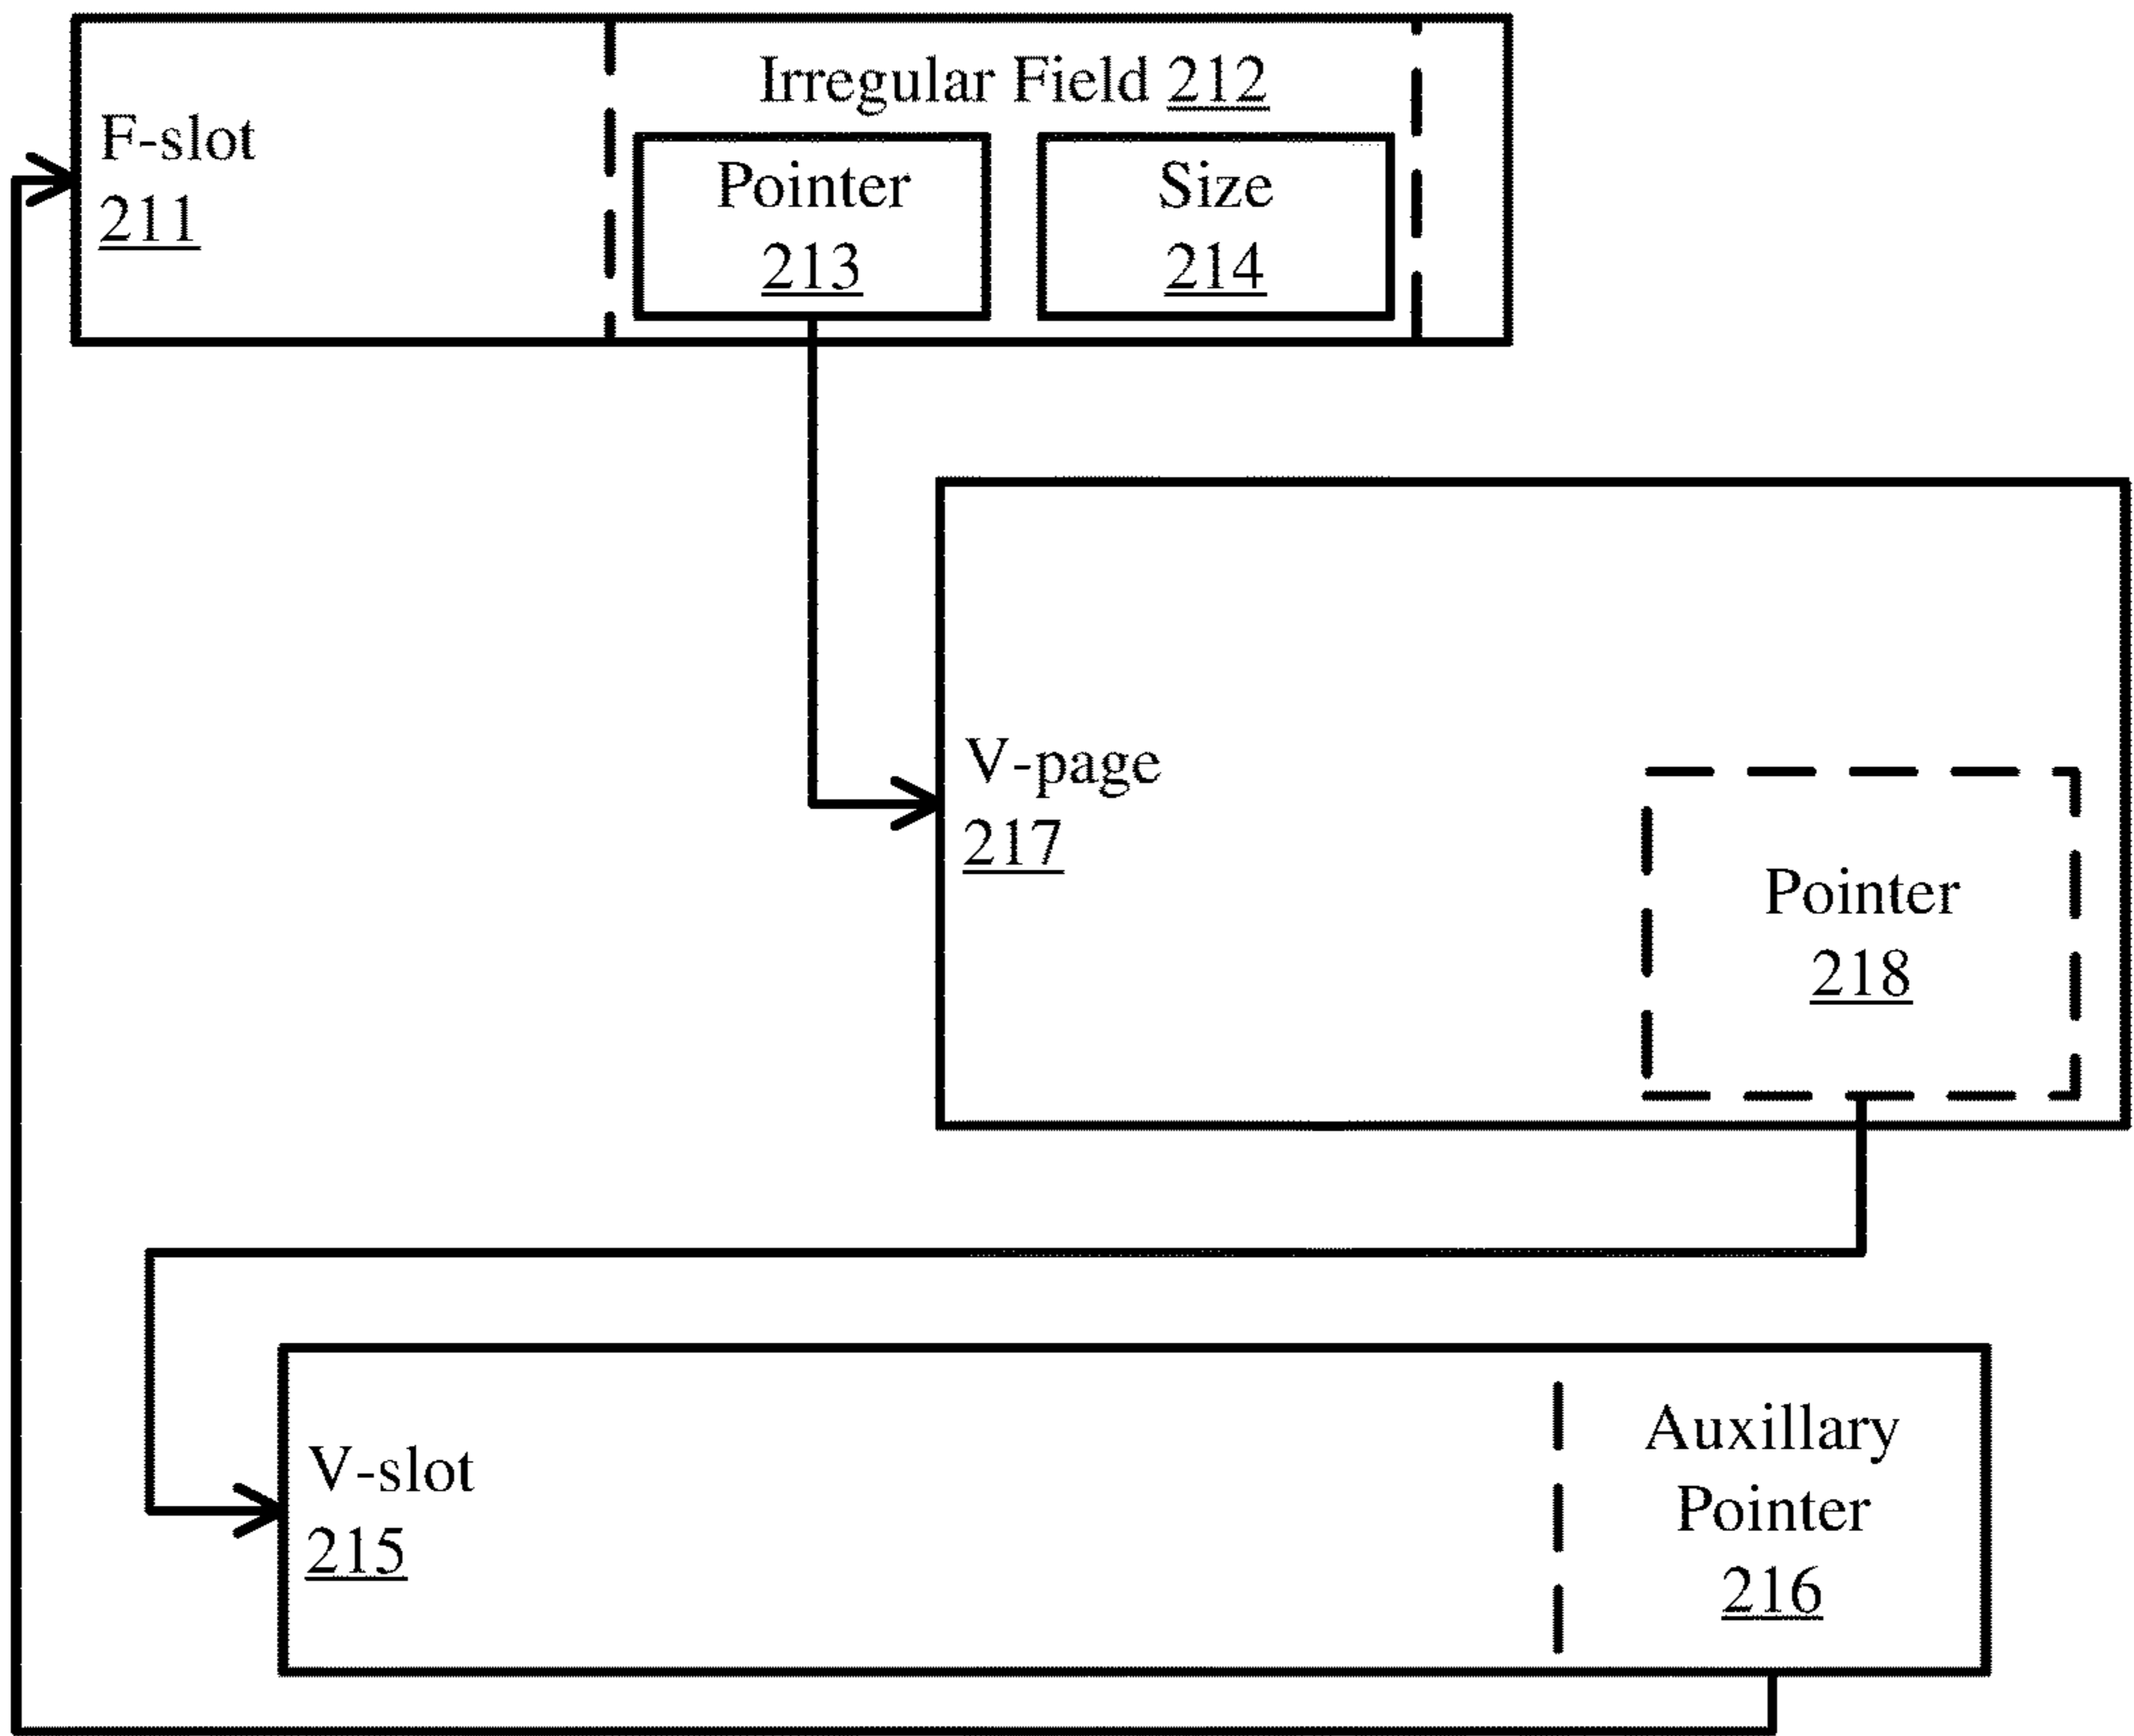 Irregular Field 212
F-slot
211
Pointer
213
Size
214
V-page
217
Pointer
218
V-slot
215
Auxillary
Pointer
216